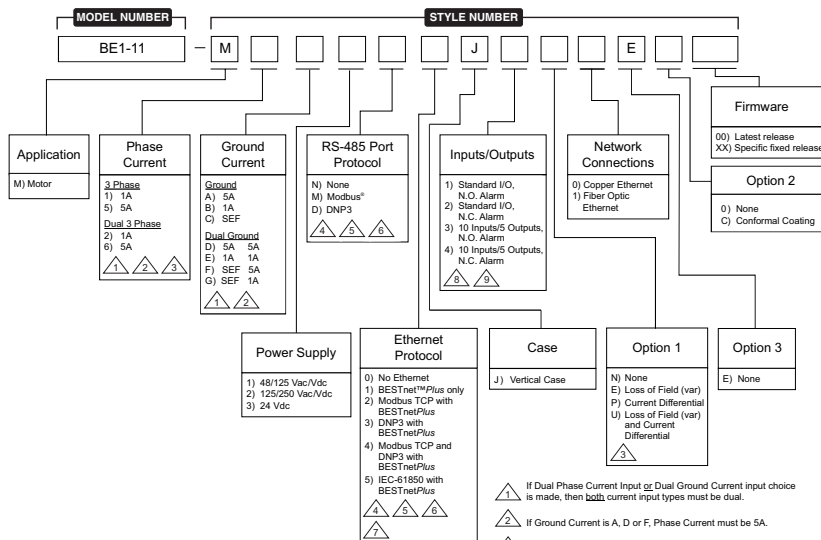 MODEL NUMBER
STYLE NUMBER
BE1-11 – M J E
Application
M) Motor
Phase
Current
3 Phase
1) 1A
5) 5A
Dual 3 Phase
2) 1A
6) 5A
1 2 3
Ground
Current
Ground
A) 5A
B) 1A
C) SEF
Dual Ground
D) 5A 5A
E) 1A 1A
F) SEF 5A
G) SEF 1A
1 2
RS-485 Port
Protocol
N) None
M) Modbus®
D) DNP3
4 5 6
Inputs/Outputs
1) Standard I/O,
N.O. Alarm
2) Standard I/O,
N.C. Alarm
3) 10 Inputs/5 Outputs,
N.O. Alarm
4) 10 Inputs/5 Outputs,
N.C. Alarm
8 9
Network
Connections
0) Copper Ethernet
1) Fiber Optic
Ethernet
Firmware
00) Latest release
XX) Specific fixed release
Option 2
0) None
C) Conformal Coating
Power Supply
1) 48/125 Vac/Vdc
2) 125/250 Vac/Vdc
3) 24 Vdc
Ethernet
Protocol
0) No Ethernet
1) BESTnet™Plus only
2) Modbus TCP with
BESTnetPlus
3) DNP3 with
BESTnetPlus
4) Modbus TCP and
DNP3 with
BESTnetPlus
5) IEC-61850 with
BESTnetPlus
4 5 6
7
Case
J) Vertical Case
Option 1
N) None
E) Loss of Field (var)
P) Current Differential
U) Loss of Field (var)
and Current
Differential
3
Option 3
E) None
1 If Dual Phase Current Input or Dual Ground Current input choice
is made, then both current input types must be dual.
2 If Ground Current is A, D or F, Phase Current must be 5A.